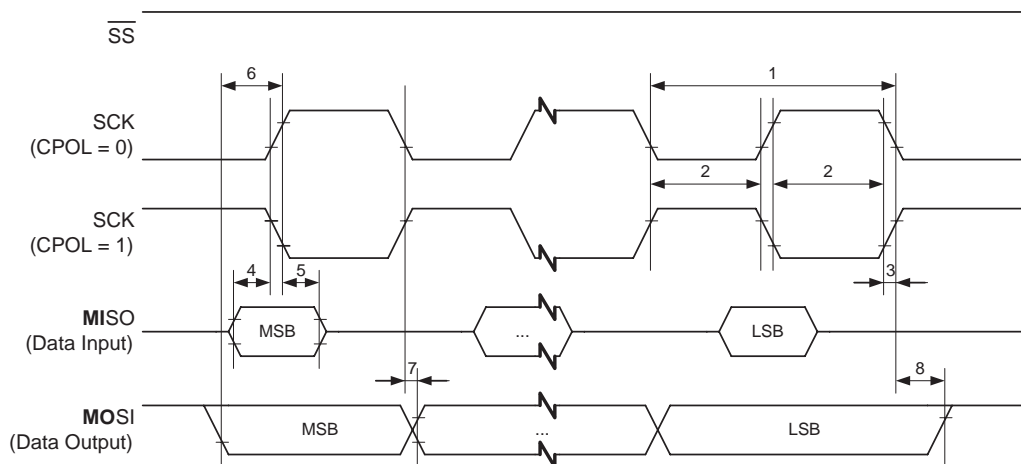 SS
6
1
SCK
(CPOL = 0)
2
2
SCK
(CPOL = 1)
4
5
3
MISO
(Data Input)
MSB
...
LSB
7
8
MOSI
(Data Output)
MSB
...
LSB